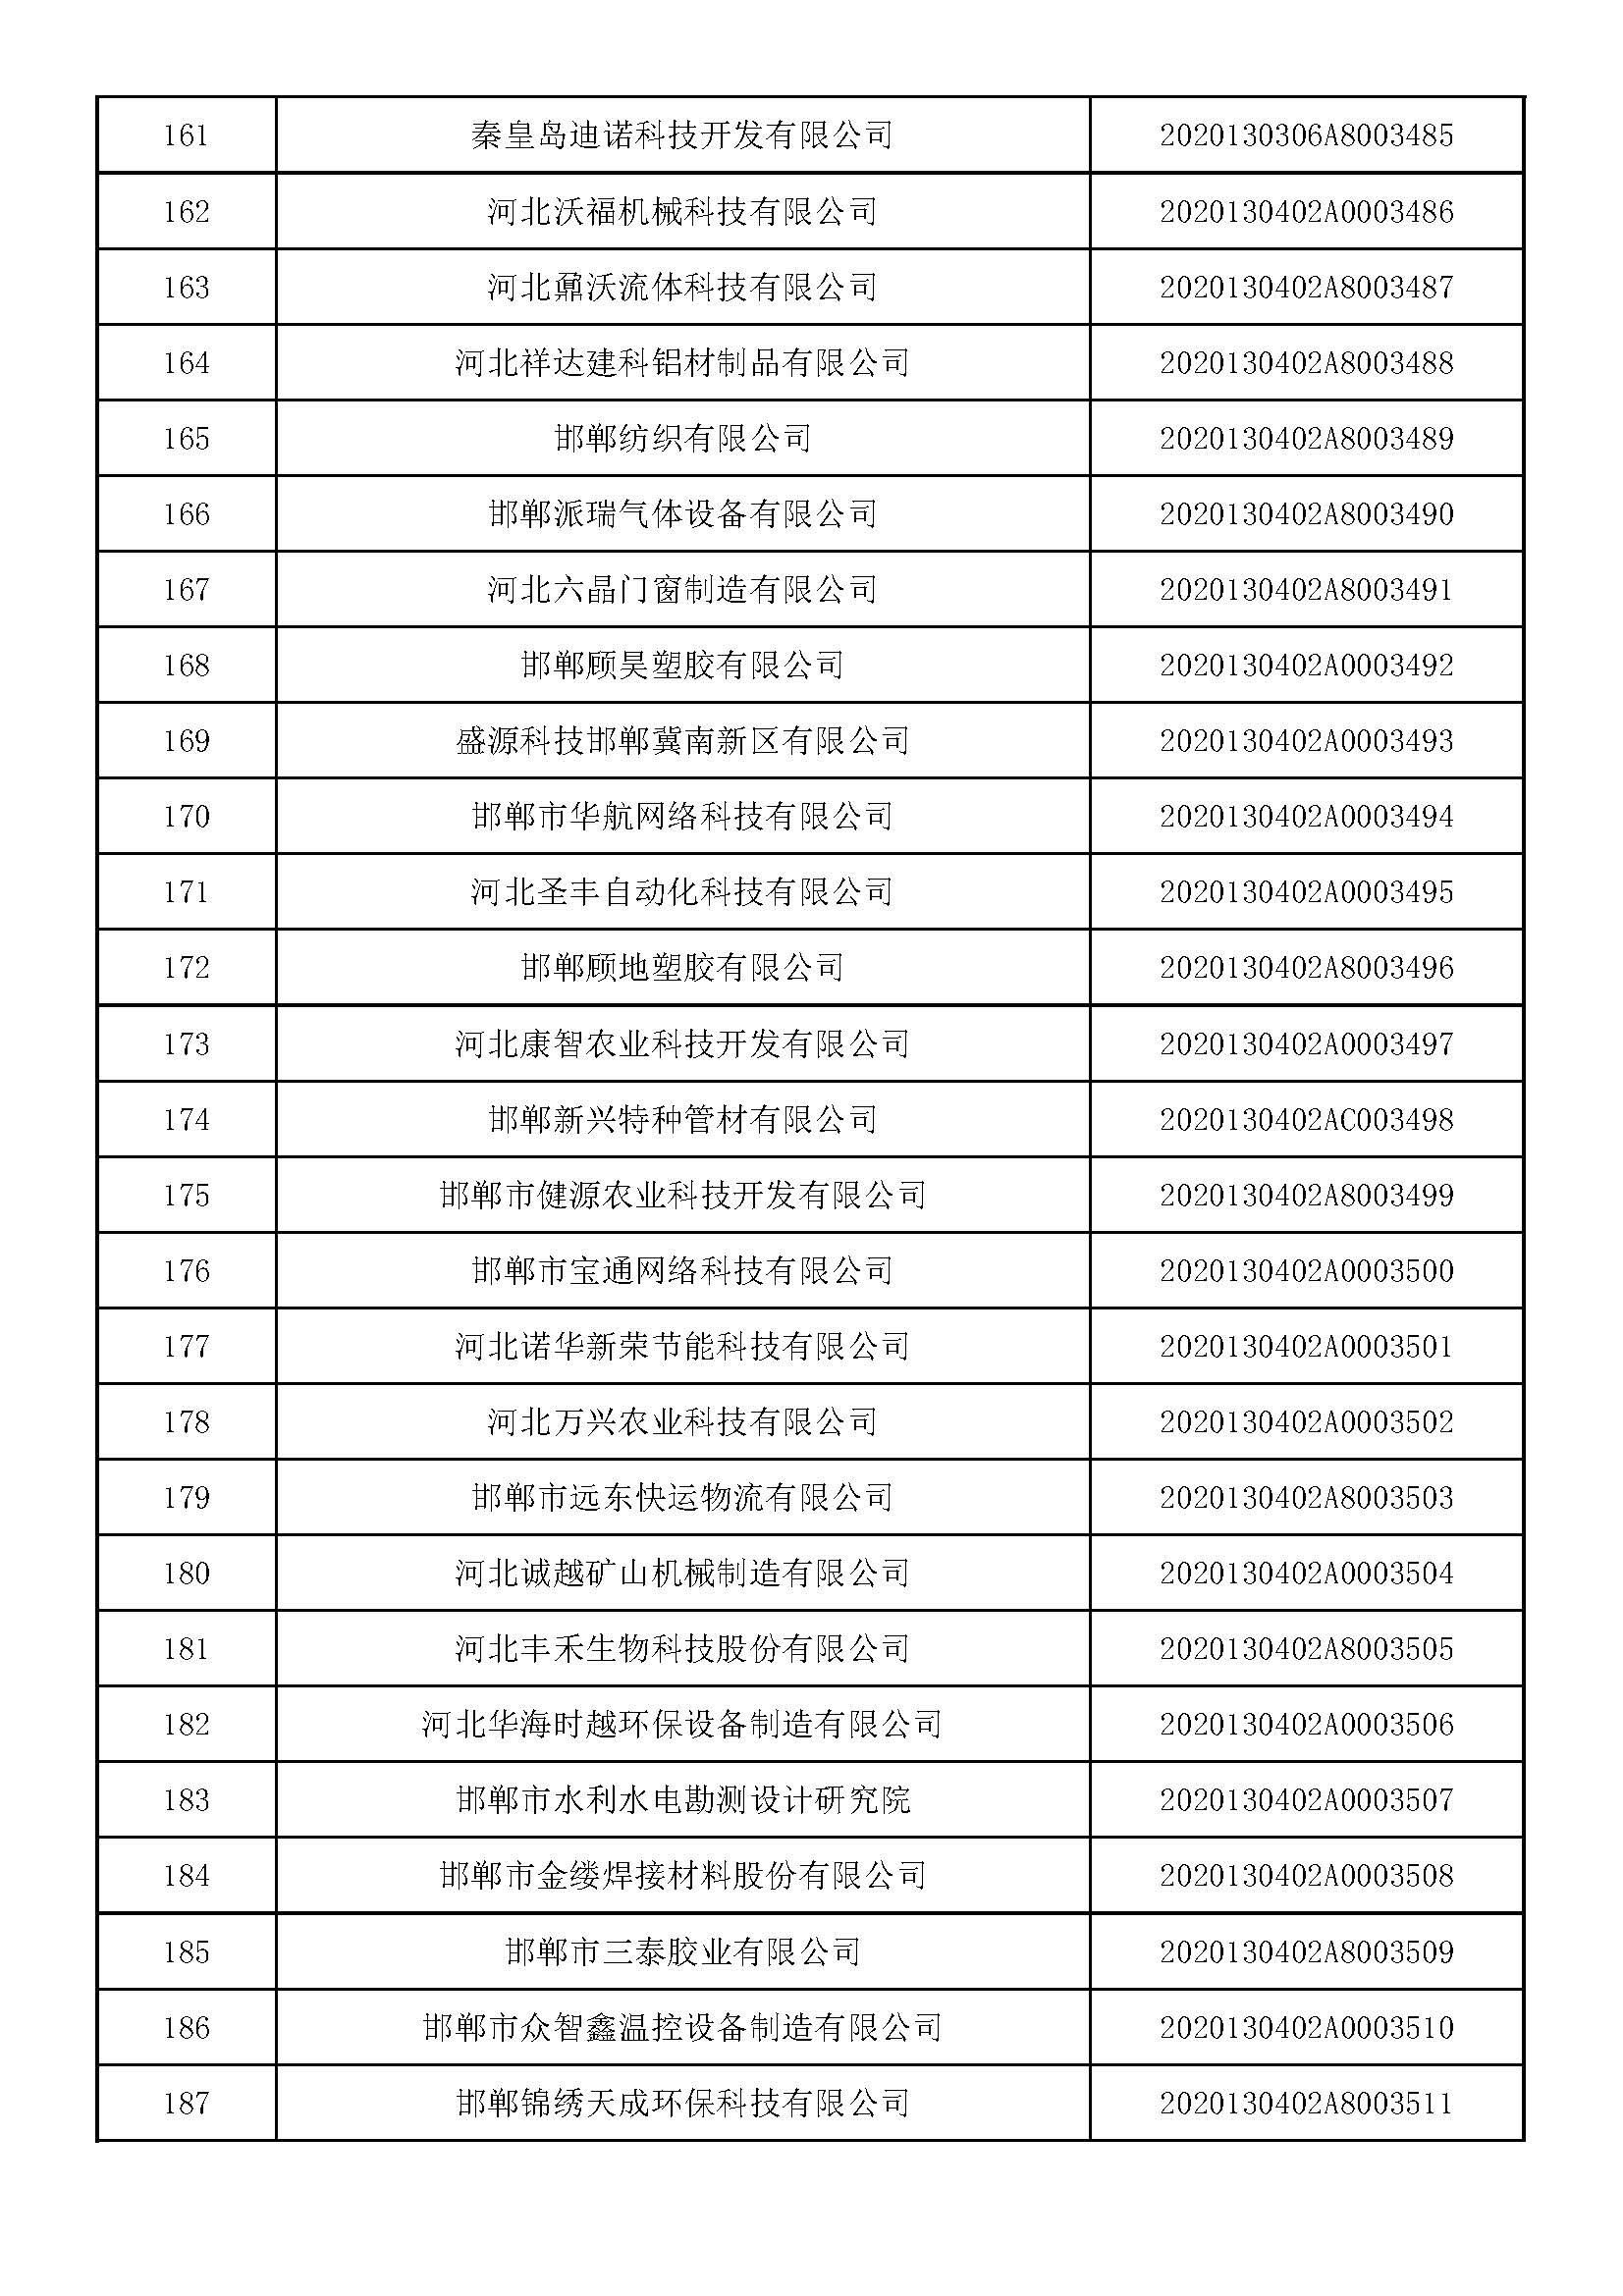 161 秦皇岛迪诺科技开发有限公司 2020130306A8003485
162 河北沃福机械科技有限公司 2020130402A0003486
163 河北鼐沃流体科技有限公司 2020130402A8003487
164 河北祥达建科铝材制品有限公司 2020130402A8003488
165 邯郸纺织有限公司 2020130402A8003489
166 邯郸派瑞气体设备有限公司 2020130402A8003490
167 河北六晶门窗制造有限公司 2020130402A8003491
168 邯郸顾昊塑胶有限公司 2020130402A0003492
169 盛源科技邯郸冀南新区有限公司 2020130402A0003493
170 邯郸市华航网络科技有限公司 2020130402A0003494
171 河北圣丰自动化科技有限公司 2020130402A0003495
172 邯郸顾地塑胶有限公司 2020130402A8003496
173 河北康智农业科技开发有限公司 2020130402A0003497
174 邯郸新兴特种管材有限公司 2020130402AC003498
175 邯郸市健源农业科技开发有限公司 2020130402A8003499
176 邯郸市宝通网络科技有限公司 2020130402A0003500
177 河北诺华新荣节能科技有限公司 2020130402A0003501
178 河北万兴农业科技有限公司 2020130402A0003502
179 邯郸市远东快运物流有限公司 2020130402A8003503
180 河北诚越矿山机械制造有限公司 2020130402A0003504
181 河北丰禾生物科技股份有限公司 2020130402A8003505
182 河北华海时越环保设备制造有限公司 2020130402A0003506
183 邯郸市水利水电勘测设计研究院 2020130402A0003507
184 邯郸市金缕焊接材料股份有限公司 2020130402A0003508
185 邯郸市三泰胶业有限公司 2020130402A8003509
186 邯郸市众智鑫温控设备制造有限公司 2020130402A0003510
187 邯郸锦绣天成环保科技有限公司 2020130402A8003511